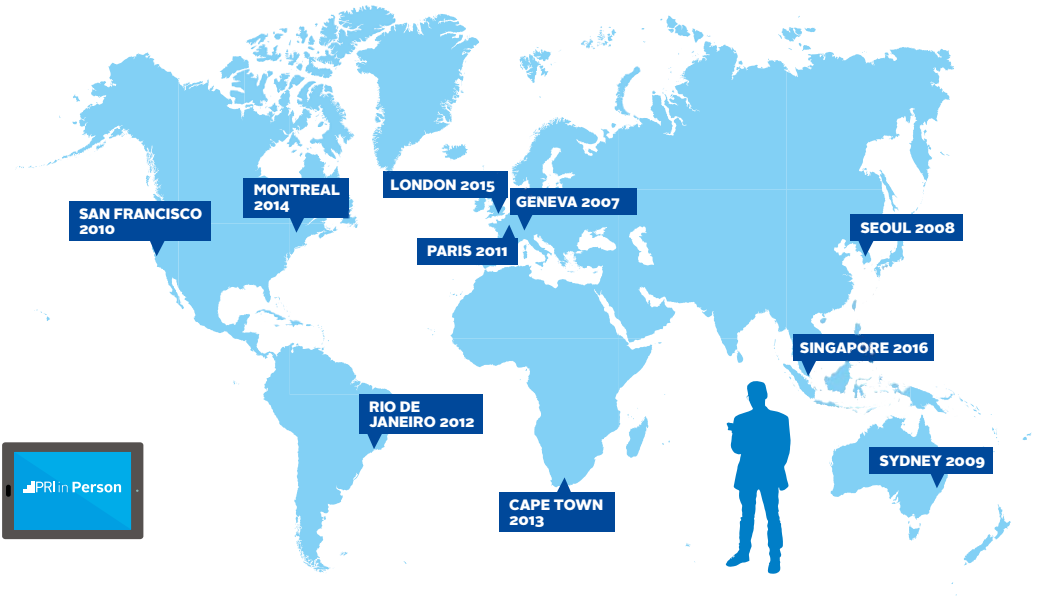 LONDON 2015
MONTREAL
2014
GENEVA 2007
SAN FRANCISCO
2010
SEOUL 2008
PARIS 2011
SINGAPORE 2016
RIO DE
JANEIRO 2012
SYDNEY 2009
PRI in Person
CAPE TOWN
2013